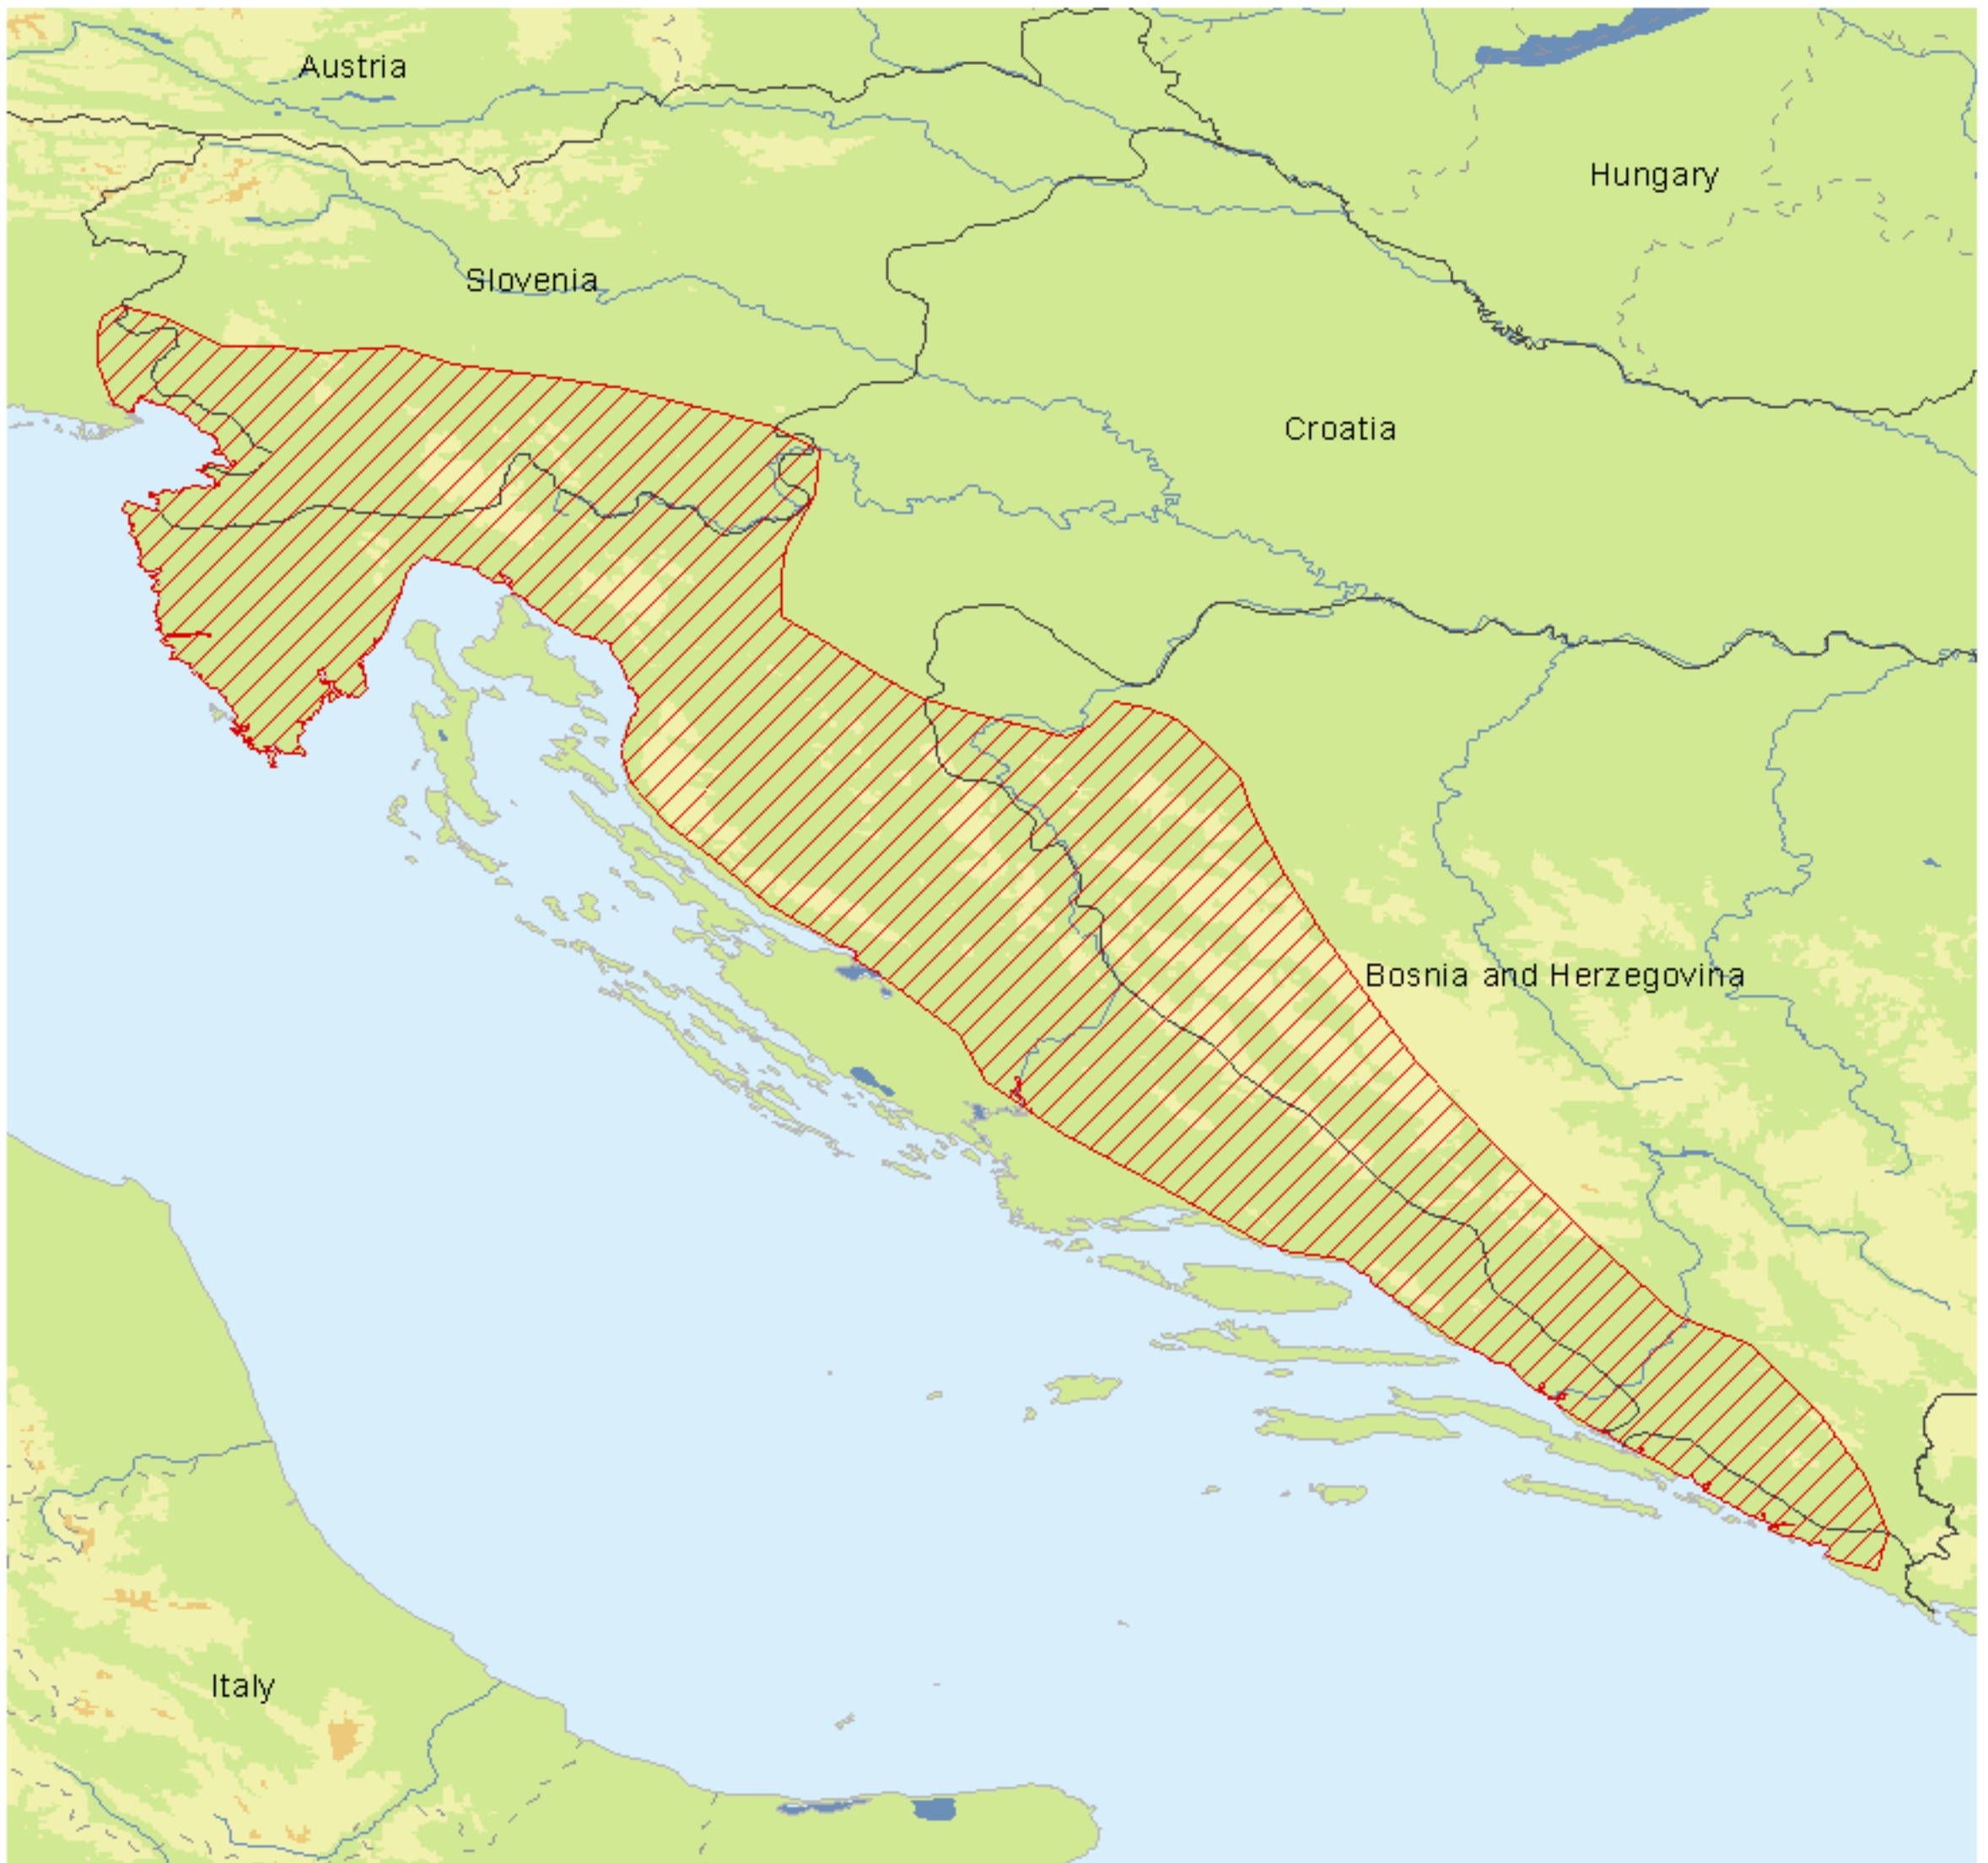 Austria
Hungary
Slovenia
Croatia
Bosnia and Herzegovina
Italy